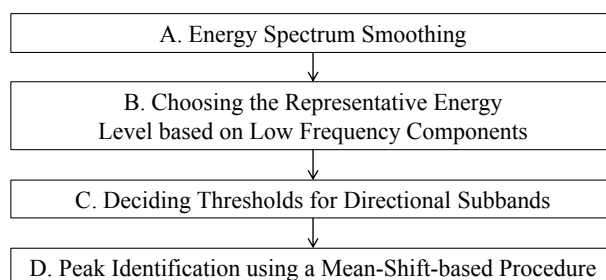 A. Energy Spectrum Smoothing
B. Choosing the Representative Energy
Level based on Low Frequency Components
C. Deciding Thresholds for Directional Subbands
D. Peak Identification using a Mean-Shift-based Procedure